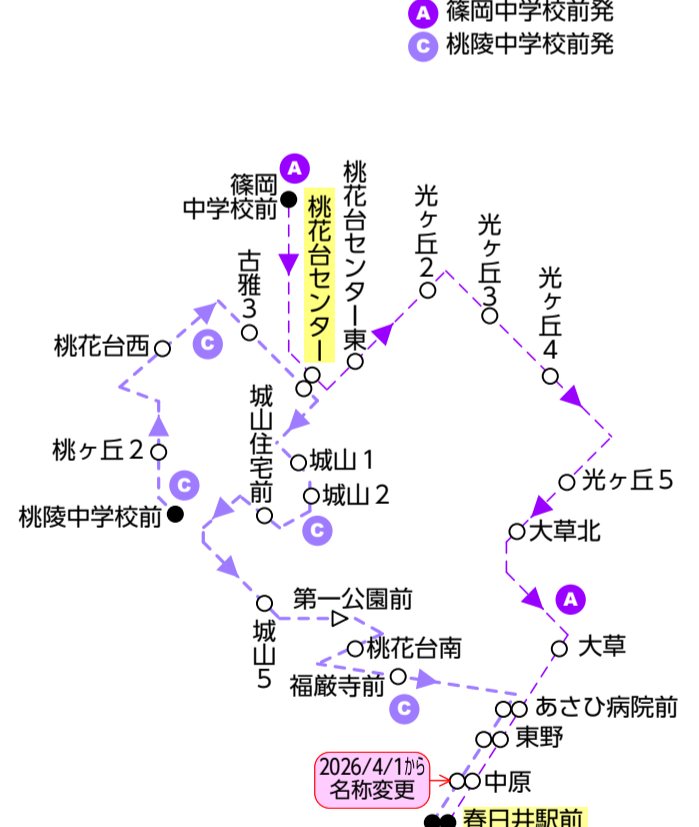 A 篠岡中学校前発
C 桃陵中学校前発
A
篠岡
中学校前
桃花台センター
桃花台センター東
光ヶ丘2
光ヶ丘3
光ヶ丘4
古雅3
C
桃花台西
城山住宅前
桃ヶ丘2
城山1
城山2
光ヶ丘5
C
桃陵中学校前
C
大草北
A
第一公園前
城山5
桃花台南
大草
福厳寺前
C
あさひ病院前
東野
2026/4/1から
名称変更
中原
春日井駅前